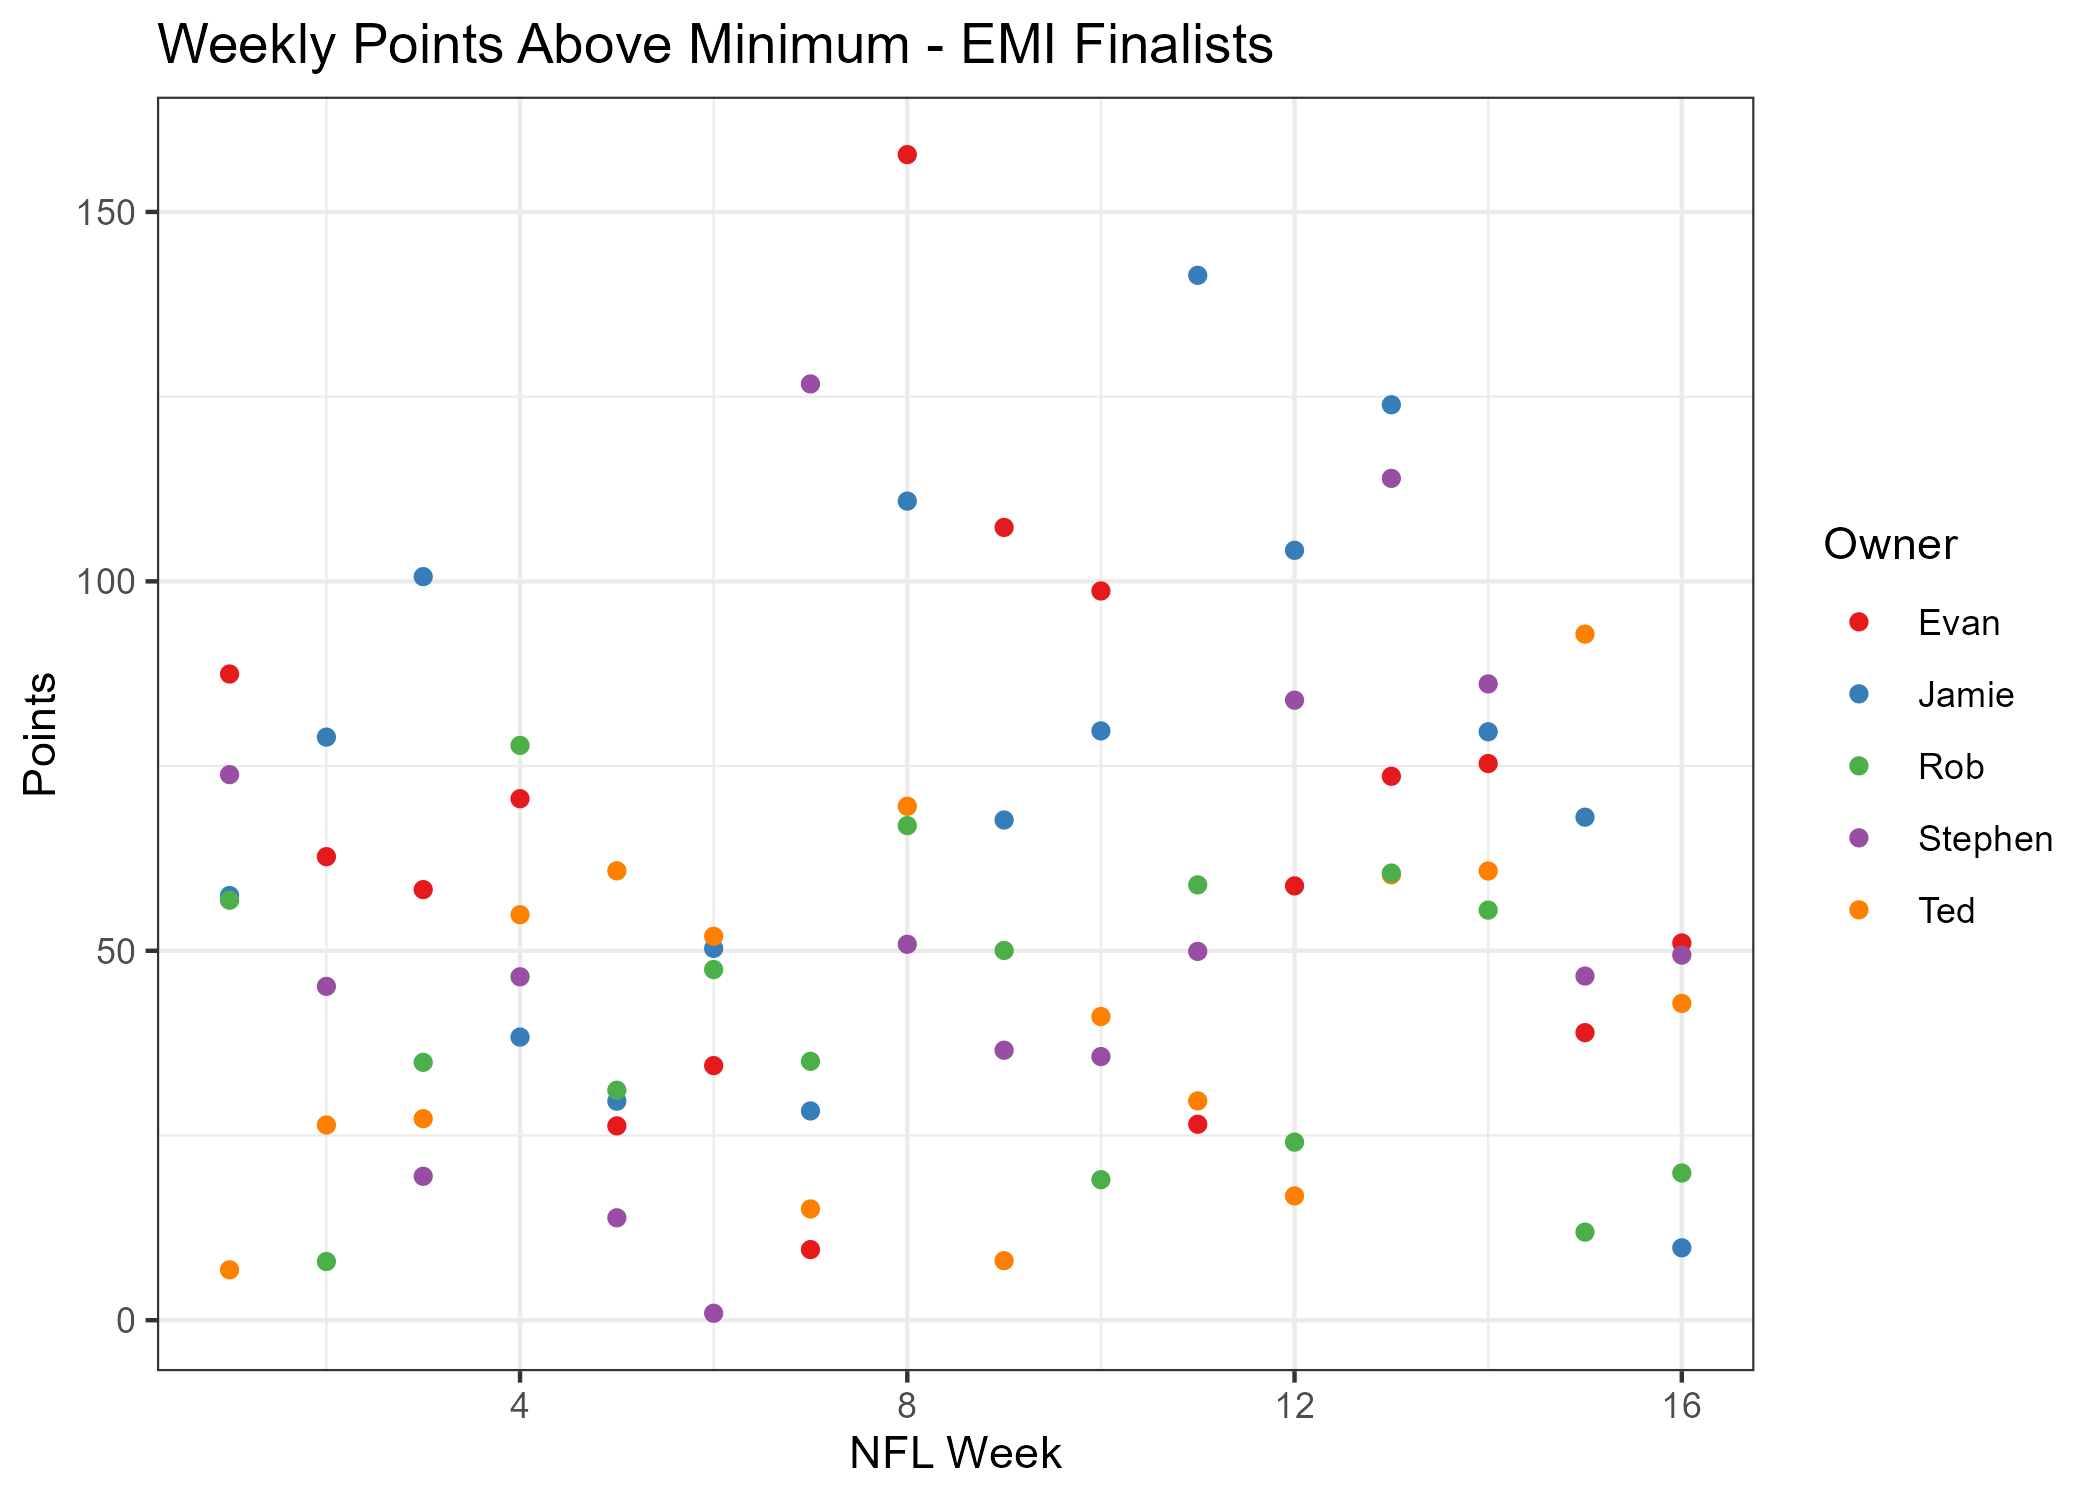 Weekly Points Above Minimum - EMI Finalists
150
100
50
0
Points
4 8 12 16
NFL Week
Owner
Evan
Jamie
Rob
Stephen
Ted